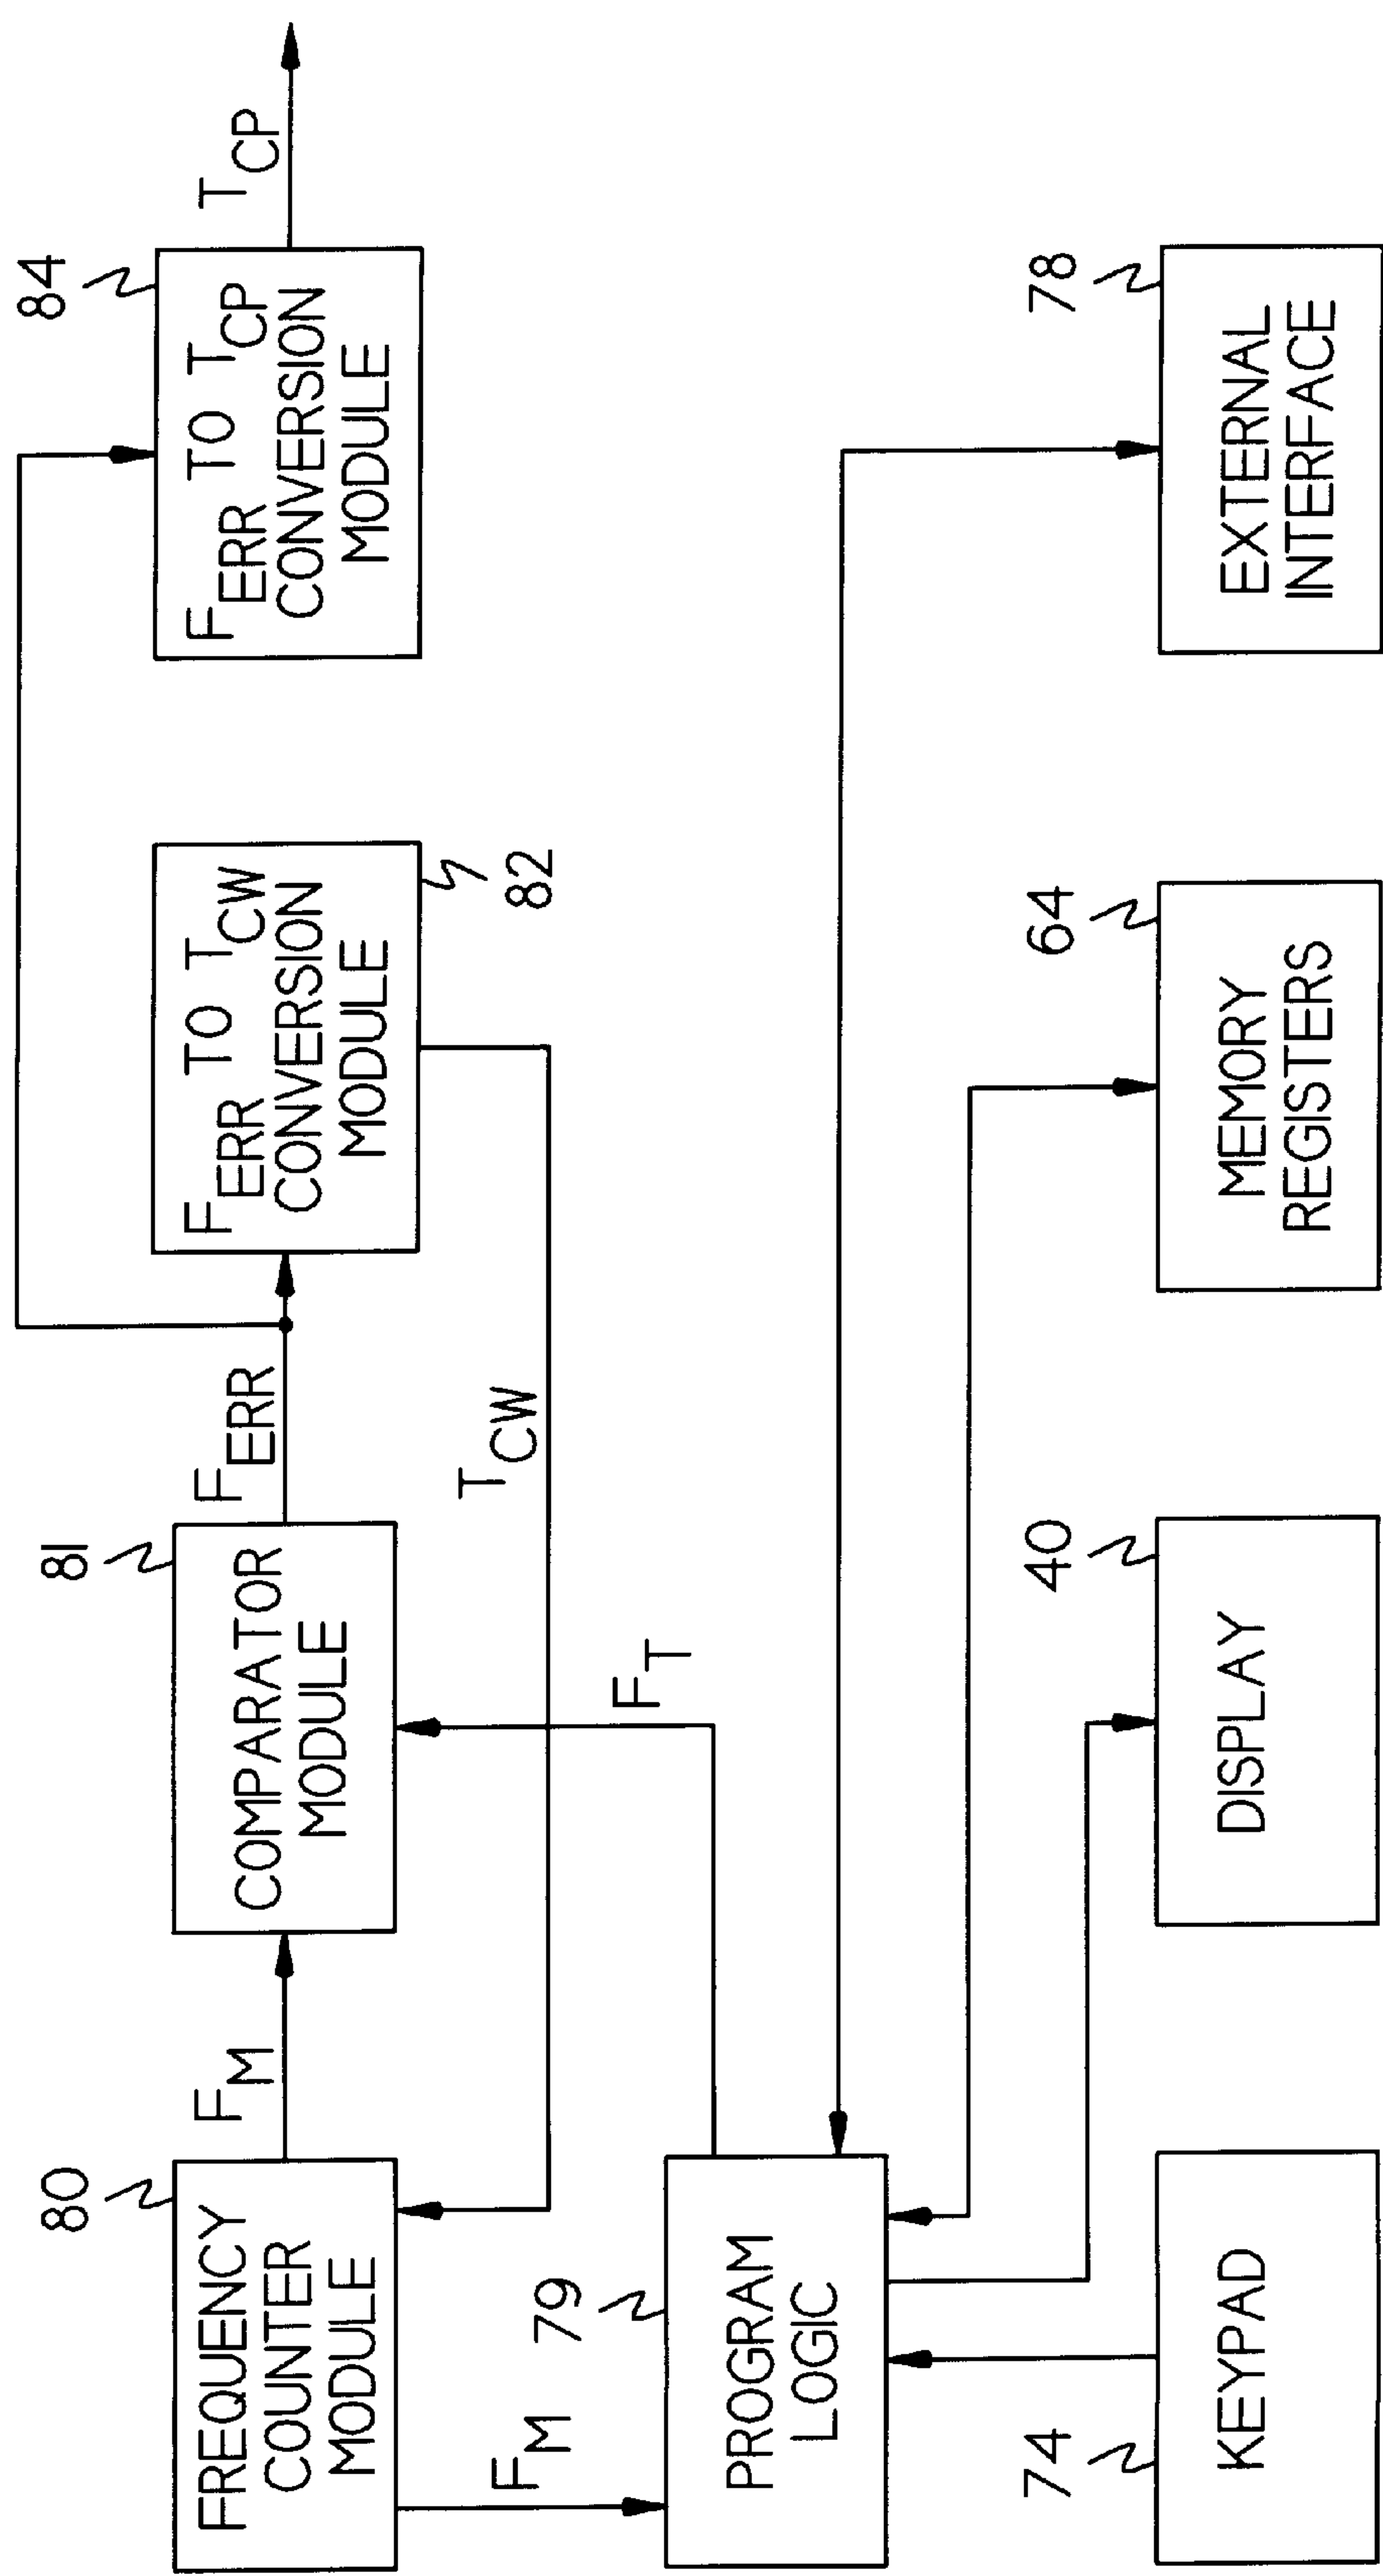 80
FREQUENCY
COUNTER
MODULE
F_M
81
COMPARATOR
MODULE
F_ERR
F_ERR TO T_CW
CONVERSION
MODULE
82
84
F_ERR TO T_CP
CONVERSION
MODULE
T_CP
T_CW
F_M
F_T
79
PROGRAM
LOGIC
74
KEYPAD
40
DISPLAY
64
MEMORY
REGISTERS
78
EXTERNAL
INTERFACE